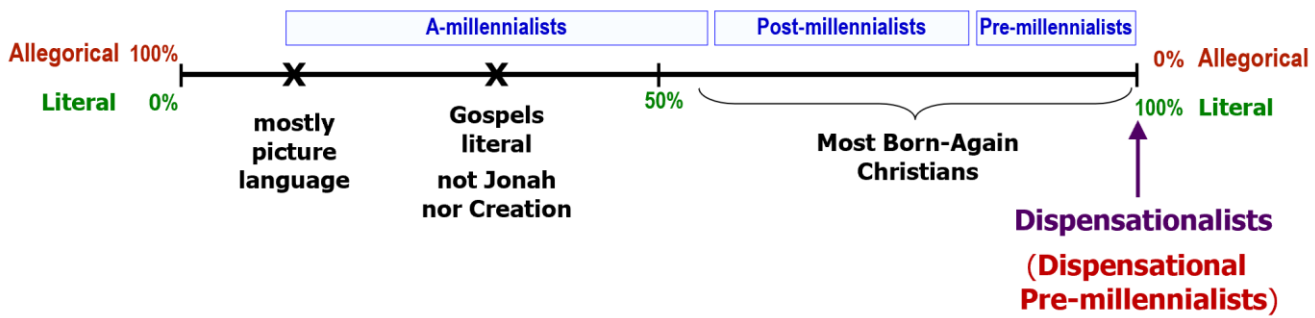 A-millennialists
Post-millennialists
Pre-millennialists
Allegorical 100%
0% Allegorical
X
X
Literal 0%
50%
100% Literal
mostly
picture
language
Gospels
literal
not Jonah
nor Creation
Most Born-Again
Christians
Dispensationalists
(Dispensational
Pre-millennialists)